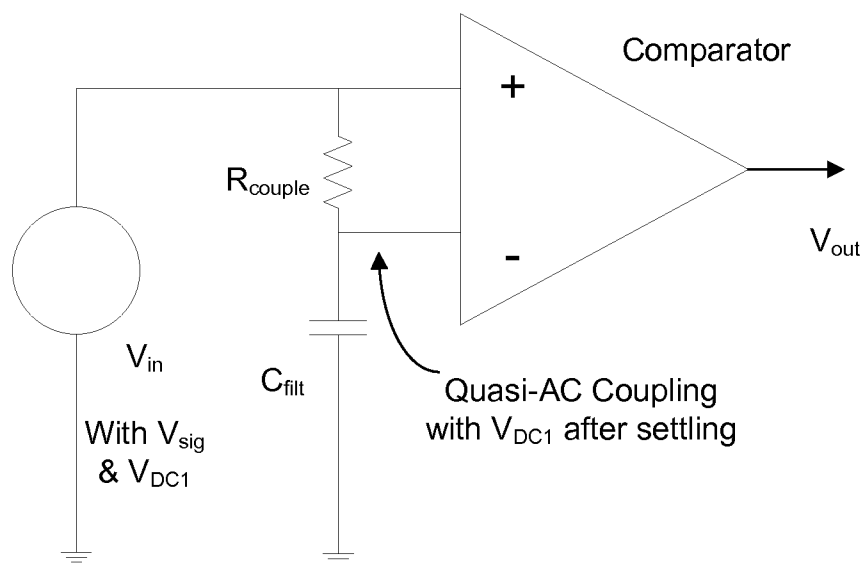 Comparator
+
R_couple
-
V_out
V_in
C_filt
Quasi-AC Coupling
with V_DC1 after settling
With V_sig
& V_DC1